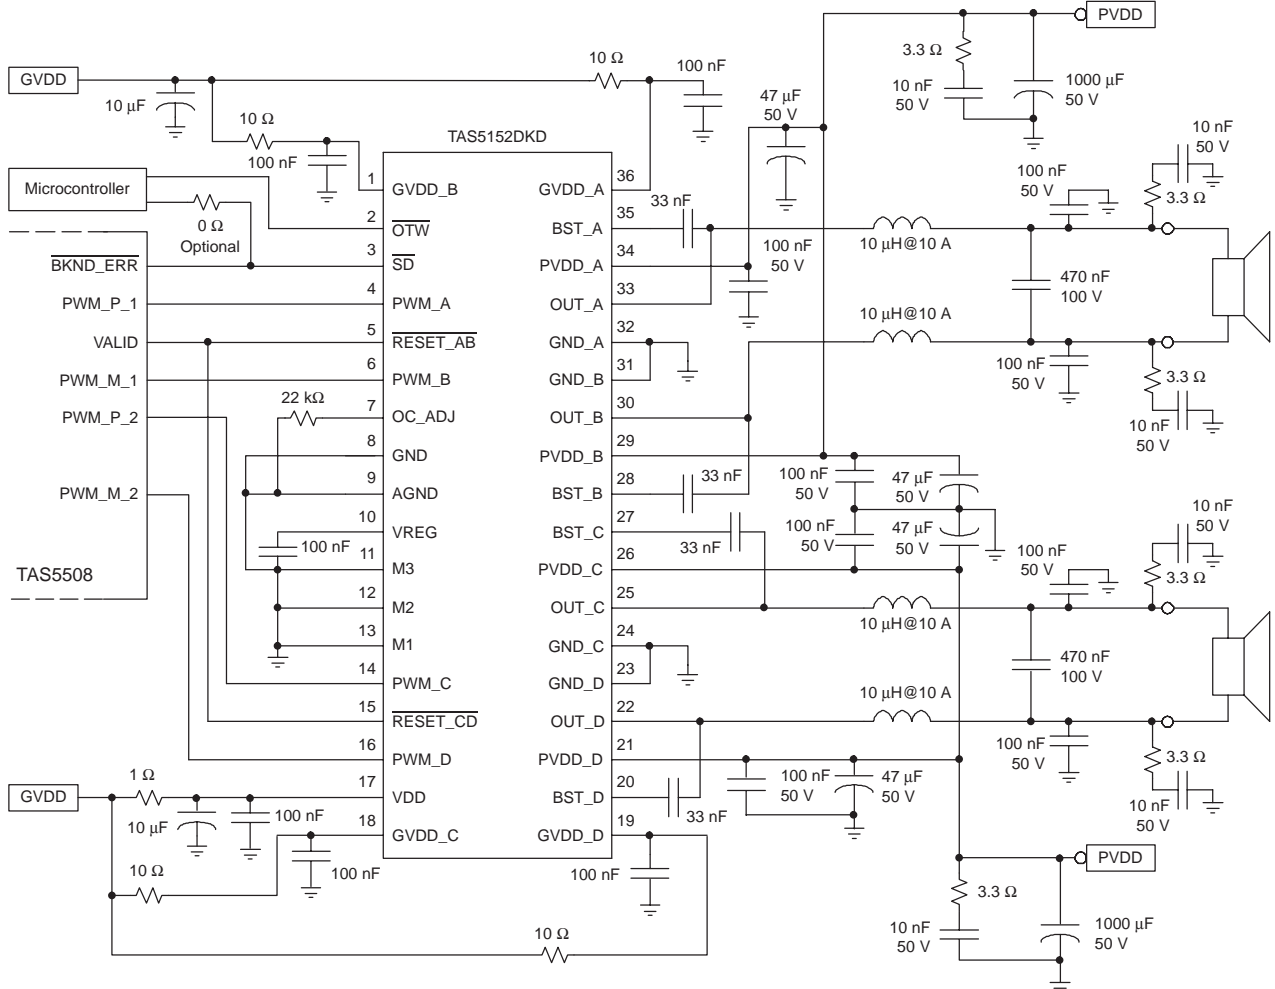 PVDD
3.3 Ω
10 nF
50 V
1000 µF
50 V
GVDD
10 µF
10 Ω
100 nF
10 Ω
100 nF
47 µF
50 V
10 nF
50 V
100 nF
50 V
3.3 Ω
TAS5152DKD
Microcontroller
0 Ω
Optional
TAS5508
BKND_ERR
PWM_P_1
VALID
PWM_M_1
PWM_P_2
PWM_M_2
1
GVDD_B
2
OTW
3
SD
4
PWM_A
5
RESET_AB
6
PWM_B
22 kΩ
7
OC_ADJ
8
GND
9
AGND
10
VREG
100 nF
11
M3
12
M2
13
M1
14
PWM_C
15
RESET_CD
16
PWM_D
17
VDD
18
GVDD_C
36
GVDD_A
35
BST_A
34
PVDD_A
33
OUT_A
32
GND_A
31
GND_B
30
OUT_B
29
PVDD_B
28
BST_B
27
BST_C
26
PVDD_C
25
OUT_C
24
GND_C
23
GND_D
22
OUT_D
21
PVDD_D
20
BST_D
19
GVDD_D
33 nF
100 nF
50 V
10 µH@10 A
470 nF
100 V
10 µH@10 A
100 nF
50 V
3.3 Ω
10 nF
50 V
33 nF
33 nF
100 nF
50 V
47 µF
50 V
100 nF
50 V
47 µF
50 V
10 nF
50 V
100 nF
50 V
3.3 Ω
10 µH@10 A
470 nF
100 V
10 µH@10 A
100 nF
50 V
3.3 Ω
10 nF
50 V
100 nF
50 V
47 µF
50 V
33 nF
GVDD
1 Ω
10 µF
100 nF
10 Ω
100 nF
100 nF
10 Ω
PVDD
3.3 Ω
10 nF
50 V
1000 µF
50 V